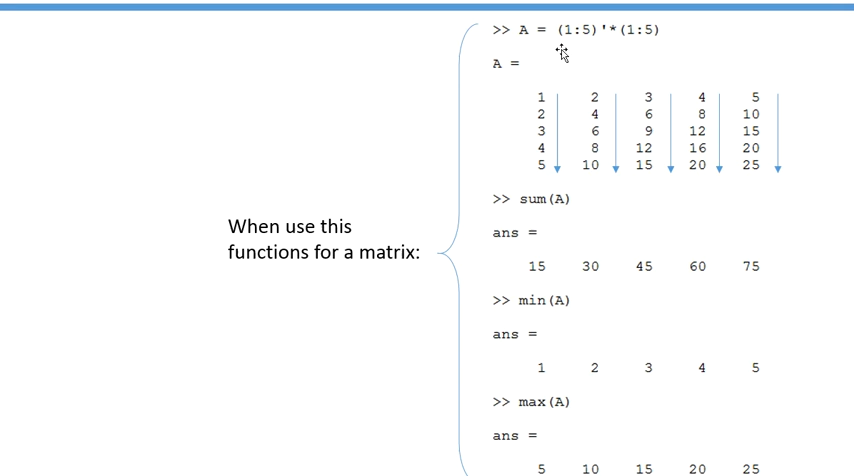 When use this
functions for a matrix:
>> A = (1:5)'*(1:5)
A =
1 2 3 4 5
2 4 6 8 10
3 6 9 12 15
4 8 12 16 20
5 10 15 20 25
>> sum(A)
ans =
15 30 45 60 75
>> min(A)
ans =
1 2 3 4 5
>> max(A)
ans =
5 10 15 20 25